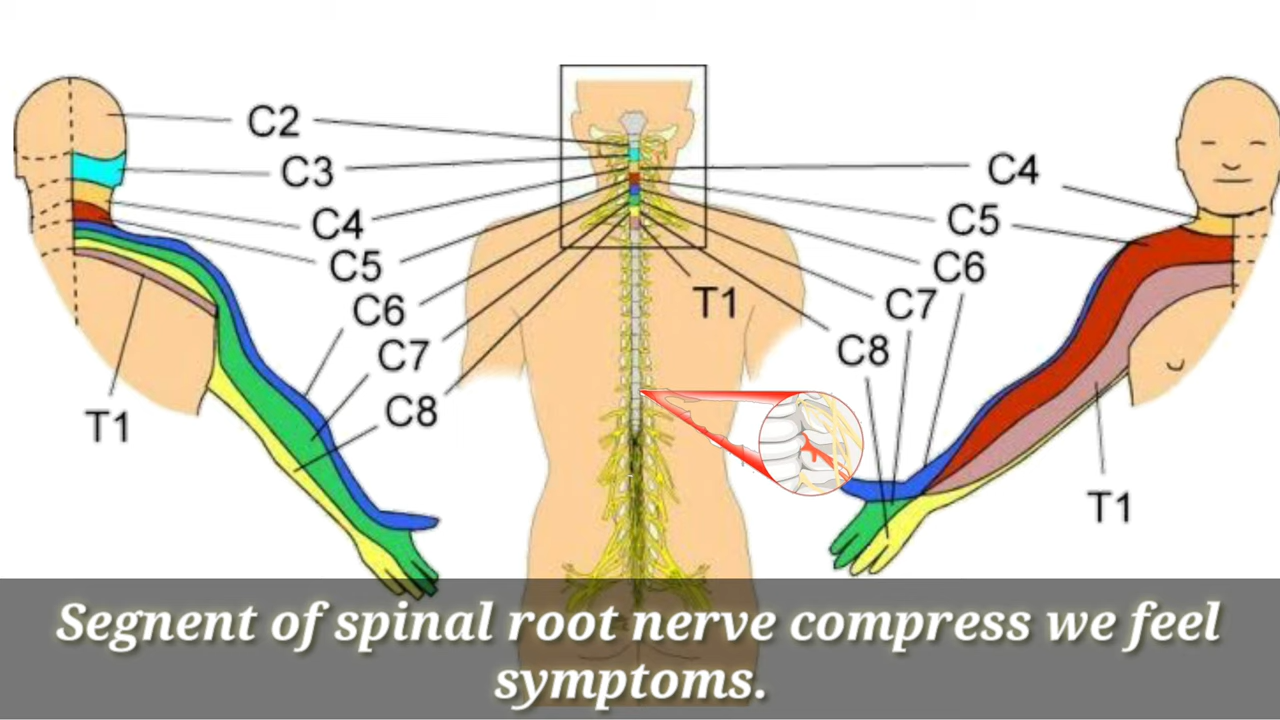 C2
C3
C4
C5
C6
C7
C8
T1
T1
C4
C5
C6
C7
C8
T1
Segnent of spinal root nerve compress we feel
symptoms.